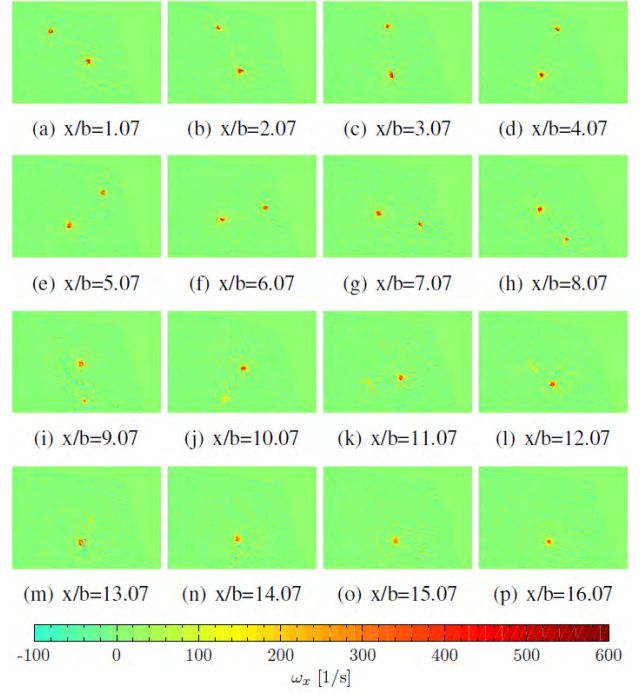 (a) x/b=1.07 (b) x/b=2.07 (c) x/b=3.07 (d) x/b=4.07
(e) x/b=5.07 (f) x/b=6.07 (g) x/b=7.07 (h) x/b=8.07
(i) x/b=9.07 (j) x/b=10.07 (k) x/b=11.07 (l) x/b=12.07
(m) x/b=13.07 (n) x/b=14.07 (o) x/b=15.07 (p) x/b=16.07
-100 0 100 200 300 400 500 600
ωx [1/s]